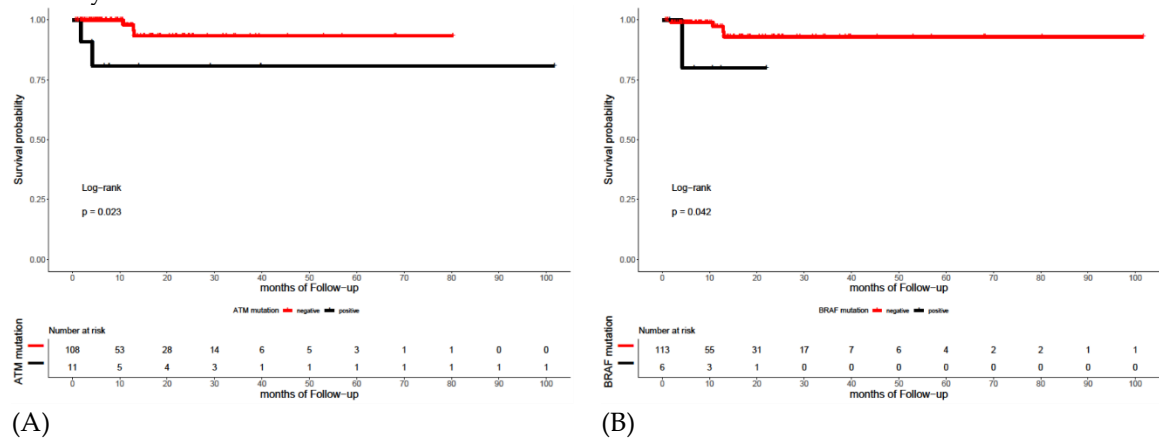 1.00
0.75
0.50
0.25
0.00
Survival probability
Log-rank
p = 0.023
0 10 20 30 40 50 60 70 80 90 100
months of Follow-up
ATM mutation negative positive
Number at risk
ATM mutation
108 53 28 14 6 5 3 1 1 0 0
11 5 4 3 1 1 1 1 1 1 1
0 10 20 30 40 50 60 70 80 90 100
months of Follow-up
(A)
1.00
0.75
0.50
0.25
0.00
Survival probability
Log-rank
p = 0.042
0 10 20 30 40 50 60 70 80 90 100
months of Follow-up
BRAF mutation negative positive
Number at risk
BRAF mutation
113 55 31 17 7 6 4 2 2 1 1
6 3 1 0 0 0 0 0 0 0 0
0 10 20 30 40 50 60 70 80 90 100
months of Follow-up
(B)